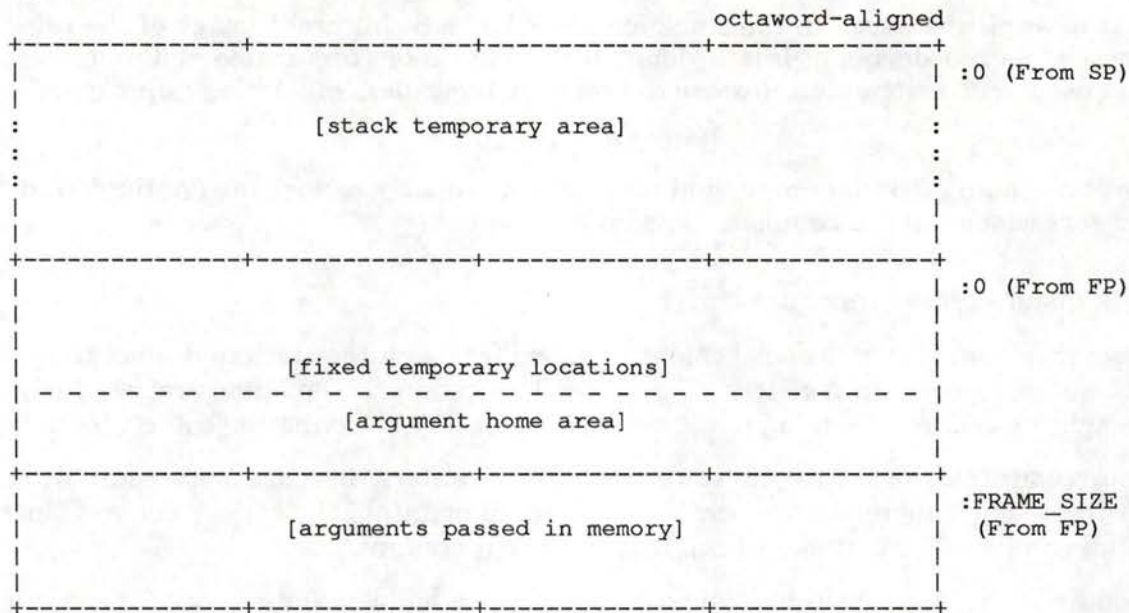 octaword-aligned
:0 (From SP)
[stack temporary area]
:0 (From FP)
[fixed temporary locations]
[argument home area]
:FRAME_SIZE
[arguments passed in memory]
(From FP)